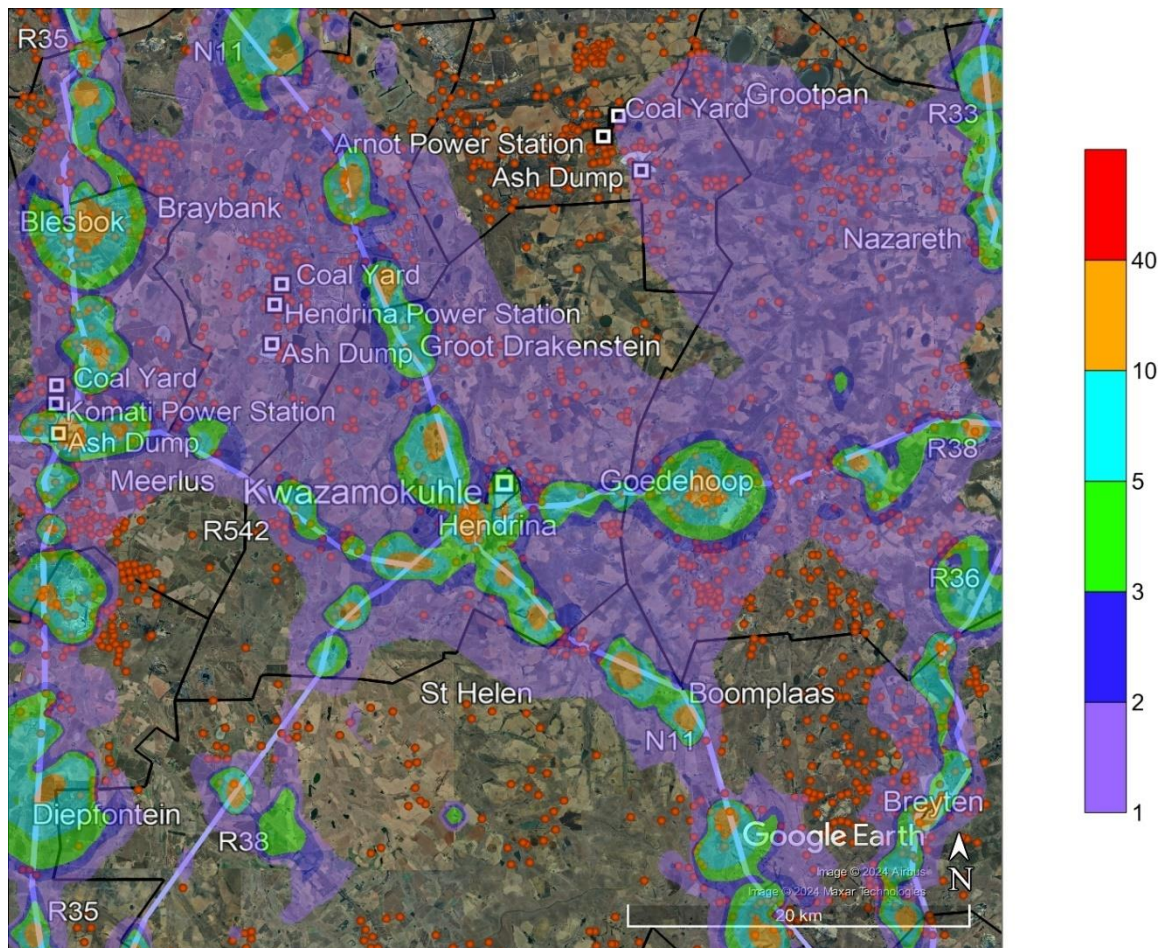 R35
N11
Coal Yard
Grootpan
R33
Arnot Power Station
Ash Dump
Blesbok
Braybank
Nazareth
Coal Yard
Hendrina Power Station
Ash Dump
Groot Drakenstein
Coal Yard
Komati Power Station
Ash Dump
R38
Meerlus
Kwazamokuhle
Goedehoop
R542
Hendrina
R36
St Helen
Boomplaas
N11
Diepfontein
Breyten
R38
Google Earth
Image © 2024 Airbus
Image © 2024 Maxar Technologies
N
R35
20 km
40
10
5
3
2
1